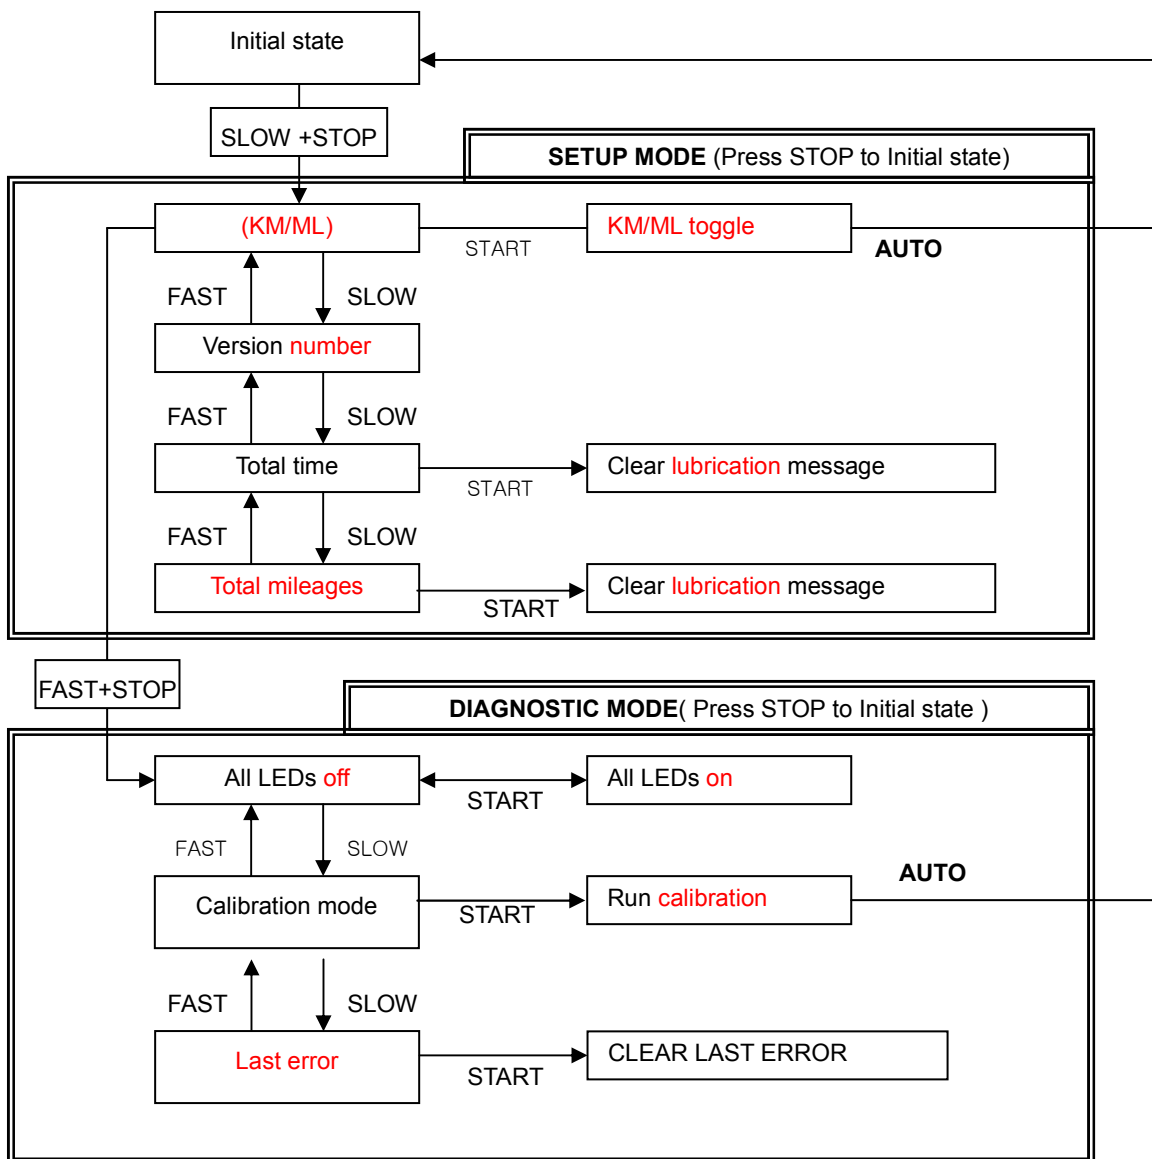 Initial state
SLOW +STOP
SETUP MODE (Press STOP to Initial state)
(KM/ML)
START
KM/ML toggle
AUTO
FAST
SLOW
Version number
FAST
SLOW
Total time
START
Clear lubrication message
FAST
SLOW
Total mileages
START
Clear lubrication message
FAST+STOP
DIAGNOSTIC MODE( Press STOP to Initial state )
All LEDs off
START
All LEDs on
FAST
SLOW
Calibration mode
START
Run calibration
AUTO
FAST
SLOW
Last error
START
CLEAR LAST ERROR